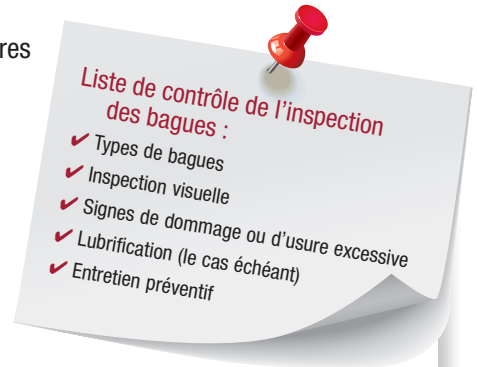 res
Liste de contrôle de l’inspection
des bagues :
✔ Types de bagues
✔ Inspection visuelle
✔ Signes de dommage ou d’usure excessive
✔ Lubrification (le cas échéant)
✔ Entretien préventif